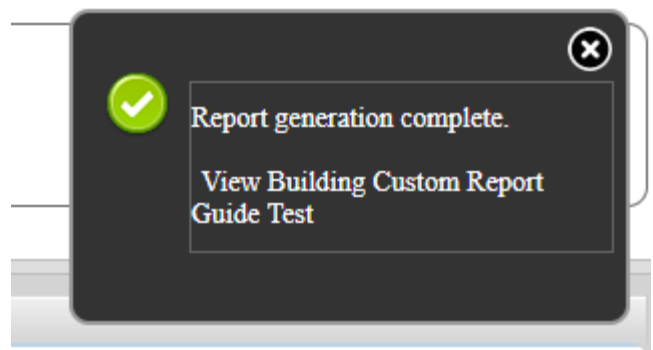 Report generation complete.
View Building Custom Report
Guide Test